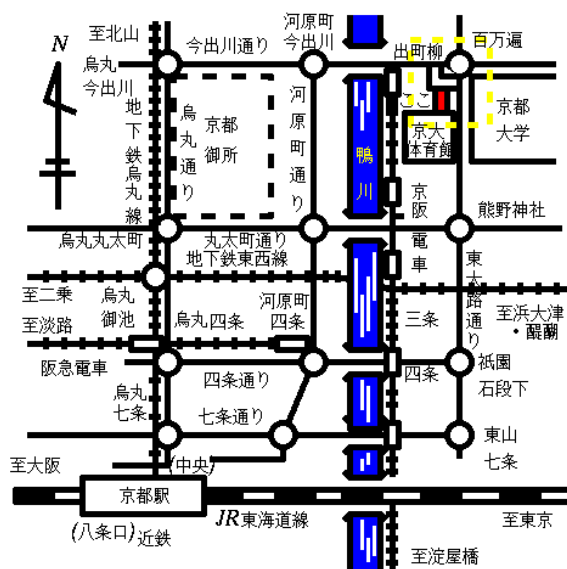 至北山
河原町
今出川
出町柳
百万遍
N
烏丸
今出川
今出川通り
地下鉄烏丸線
烏丸通り
京都
御所
河原町通り
鴨川
ここ
京大
体育館
京都
大学
京阪電車
熊野神社
烏丸丸太町
丸太町通り
地下鉄東西線
東大路通り
至二乗
烏丸
御池
河原町
四条
至淡路
烏丸四条
三条
至浜大津
・醍醐
阪急電車
四条通り
四条
祇園
石段下
烏丸
七条
七条通り
東山
七条
至大阪
(中央)
京都駅
(八条口)
近鉄
JR東海道線
至東京
至淀屋橋